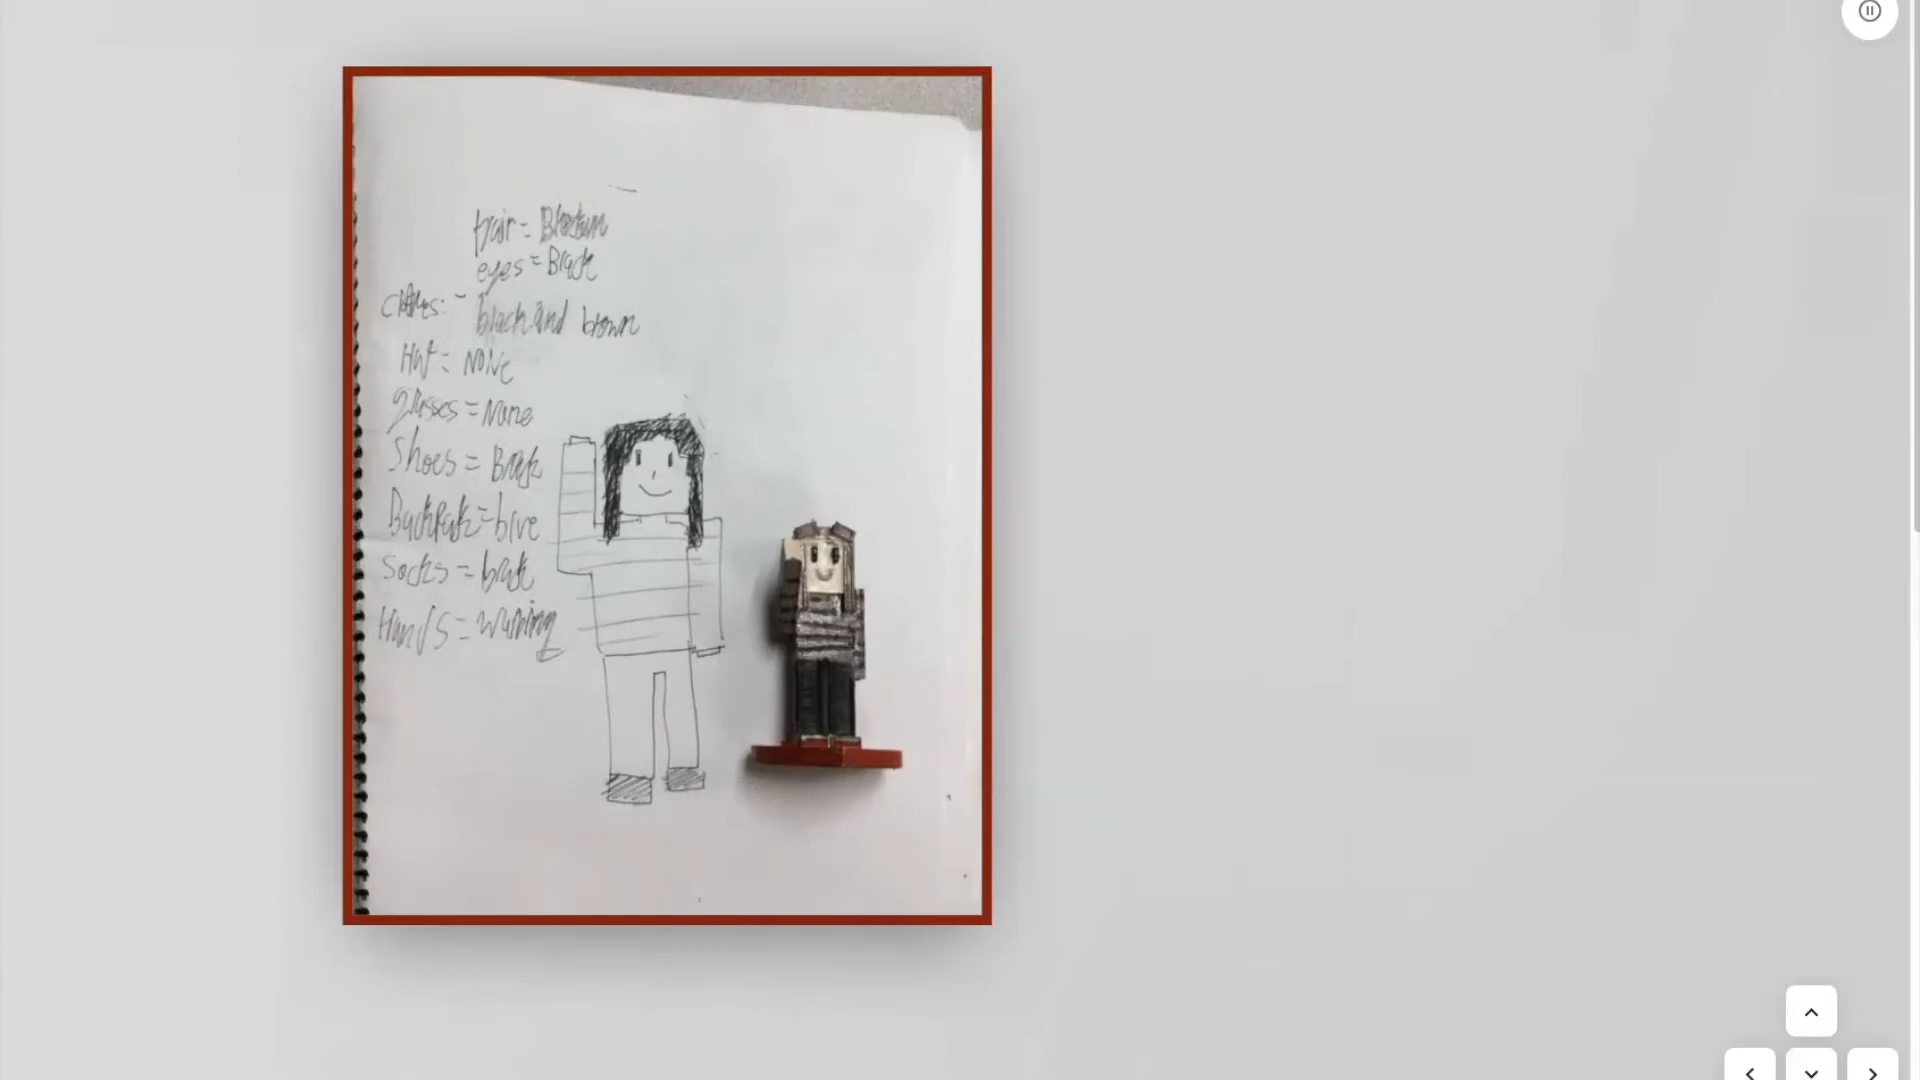 hair = Brown
eyes = Black
Clothes: - black and brown
Hat = NONe
glasses = None
Shoes = Black
BackPack = blve
Socks = black
Hands = waving